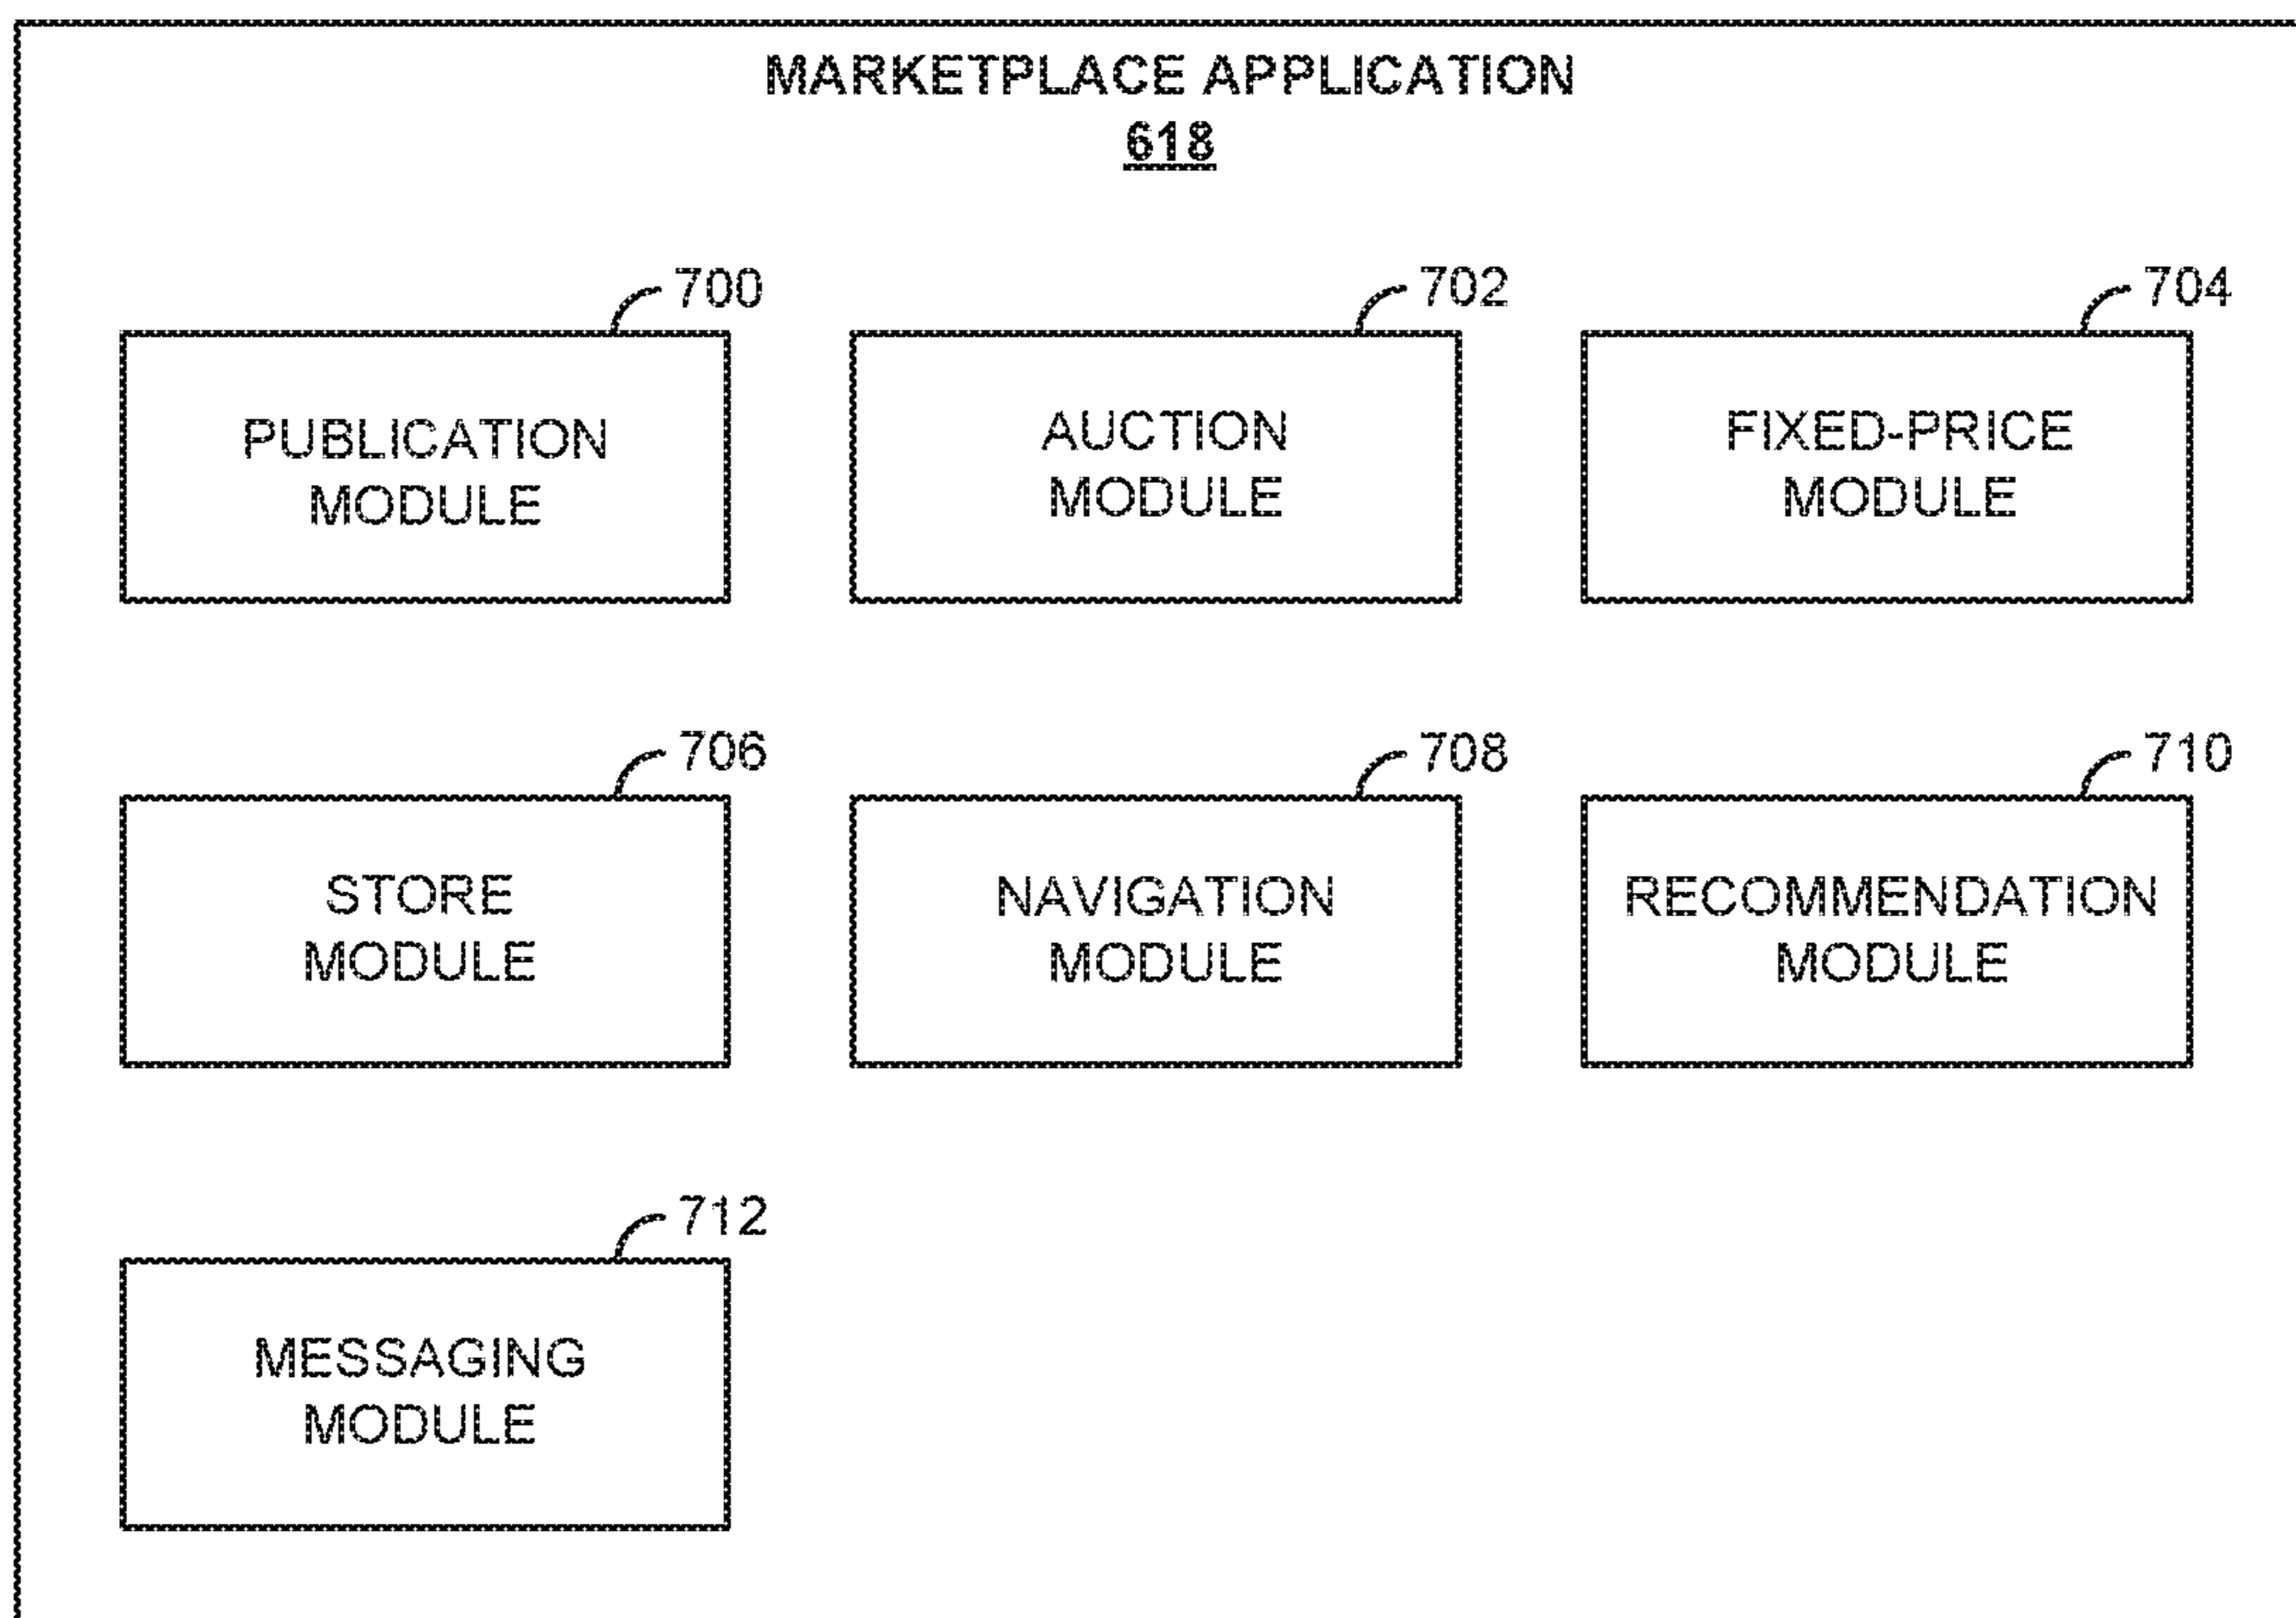 MARKETPLACE APPLICATION
618
700
702
704
PUBLICATION
MODULE
AUCTION
MODULE
FIXED-PRICE
MODULE
706
708
710
STORE
MODULE
NAVIGATION
MODULE
RECOMMENDATION
MODULE
712
MESSAGING
MODULE